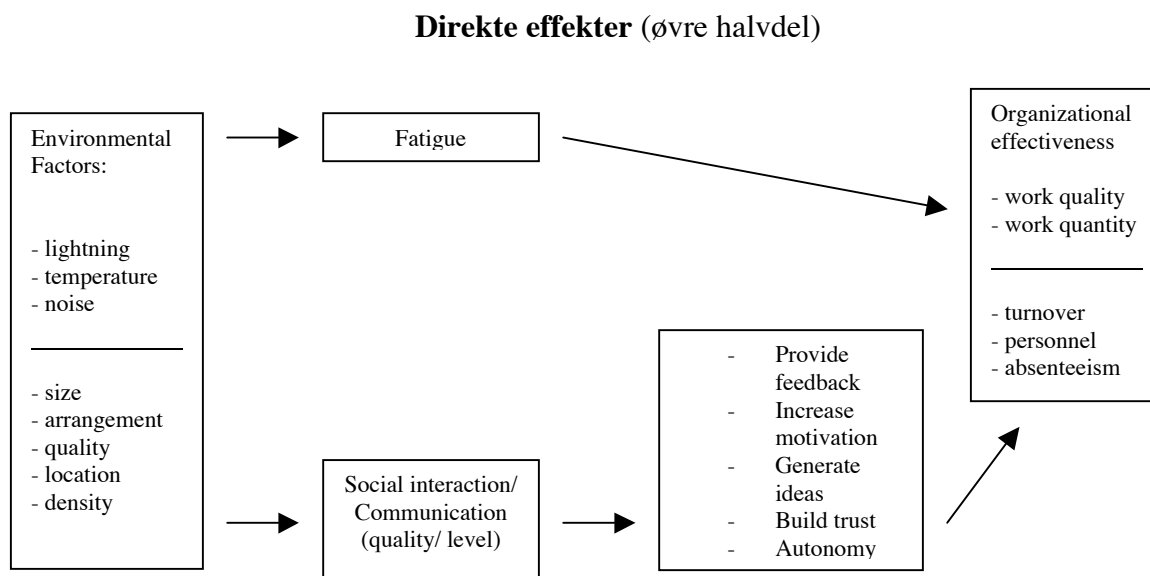 Direkte effekter (øvre halvdel)
Environmental
Factors:
- lightning
- temperature
- noise
- size
- arrangement
- quality
- location
- density
Fatigue
Social interaction/
Communication
(quality/ level)
- Provide
feedback
- Increase
motivation
- Generate
ideas
- Build trust
- Autonomy
Organizational
effectiveness
- work quality
- work quantity
- turnover
- personnel
- absenteeism